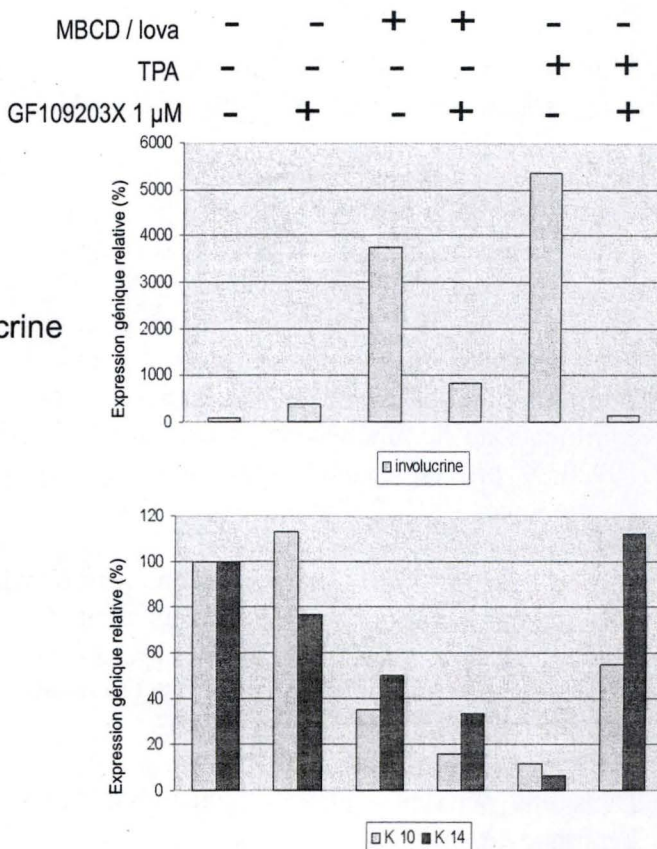 MBCD / lova - - + + - -
TPA - - - - + +
GF109203X 1 µM - + - + - +
6000
5000
4000
3000
2000
1000
0
Expression génique relative (%)
crine
involucrine
120
100
80
60
40
20
0
Expression génique relative (%)
K 10 K 14